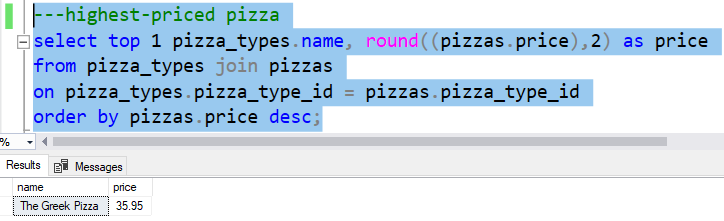 ---highest-priced pizza
select top 1 pizza_types.name, round((pizzas.price),2) as price
from pizza_types join pizzas
on pizza_types.pizza_type_id = pizzas.pizza_type_id
order by pizzas.price desc;
%
Results Messages
name price
The Greek Pizza 35.95